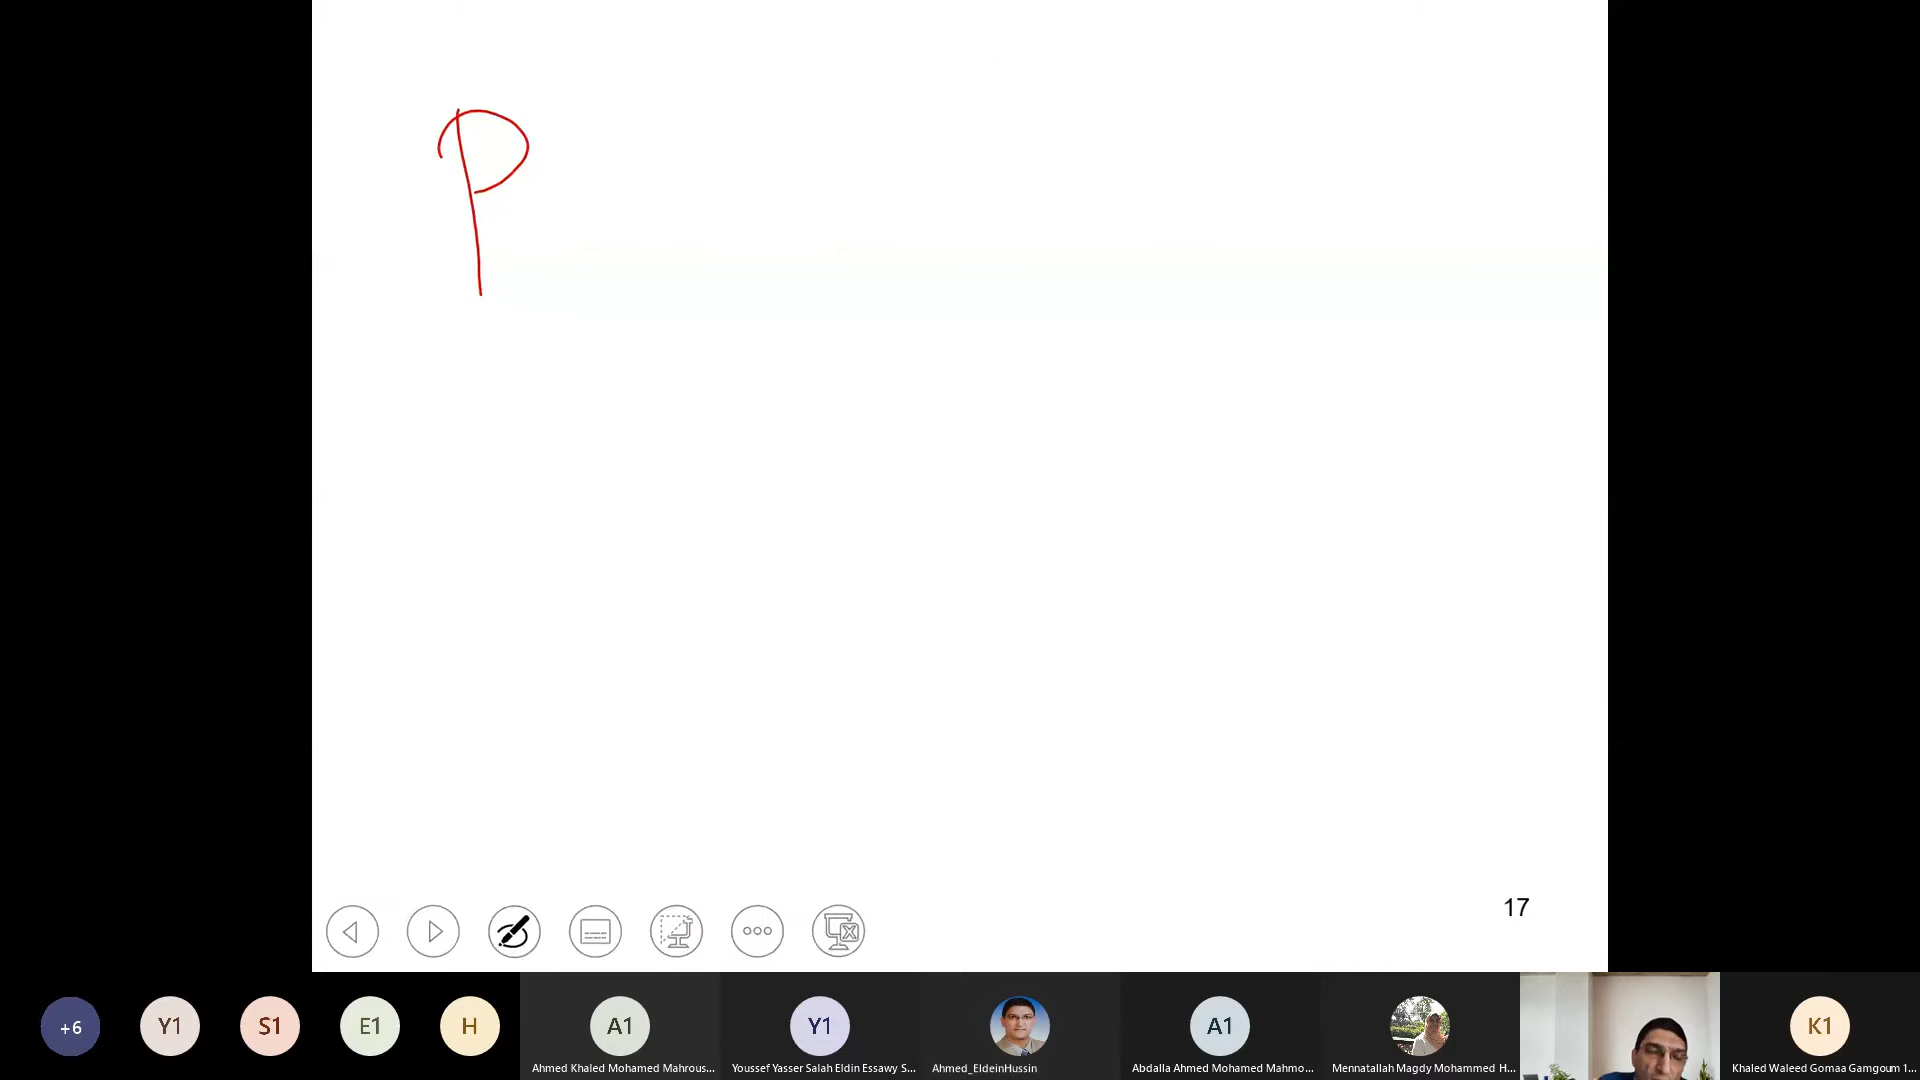 P
17
+6
Y1
S1
E1
H
A1
Y1
A1
K1
Ahmed Khaled Mohamed Mahrous...
Youssef Yasser Salah Eldin Essawy S...
Ahmed_EldeinHussin
Abdalla Ahmed Mohamed Mahmo...
Mennatallah Magdy Mohammed H...
Khaled Waleed Gomaa Gamgoum 1...